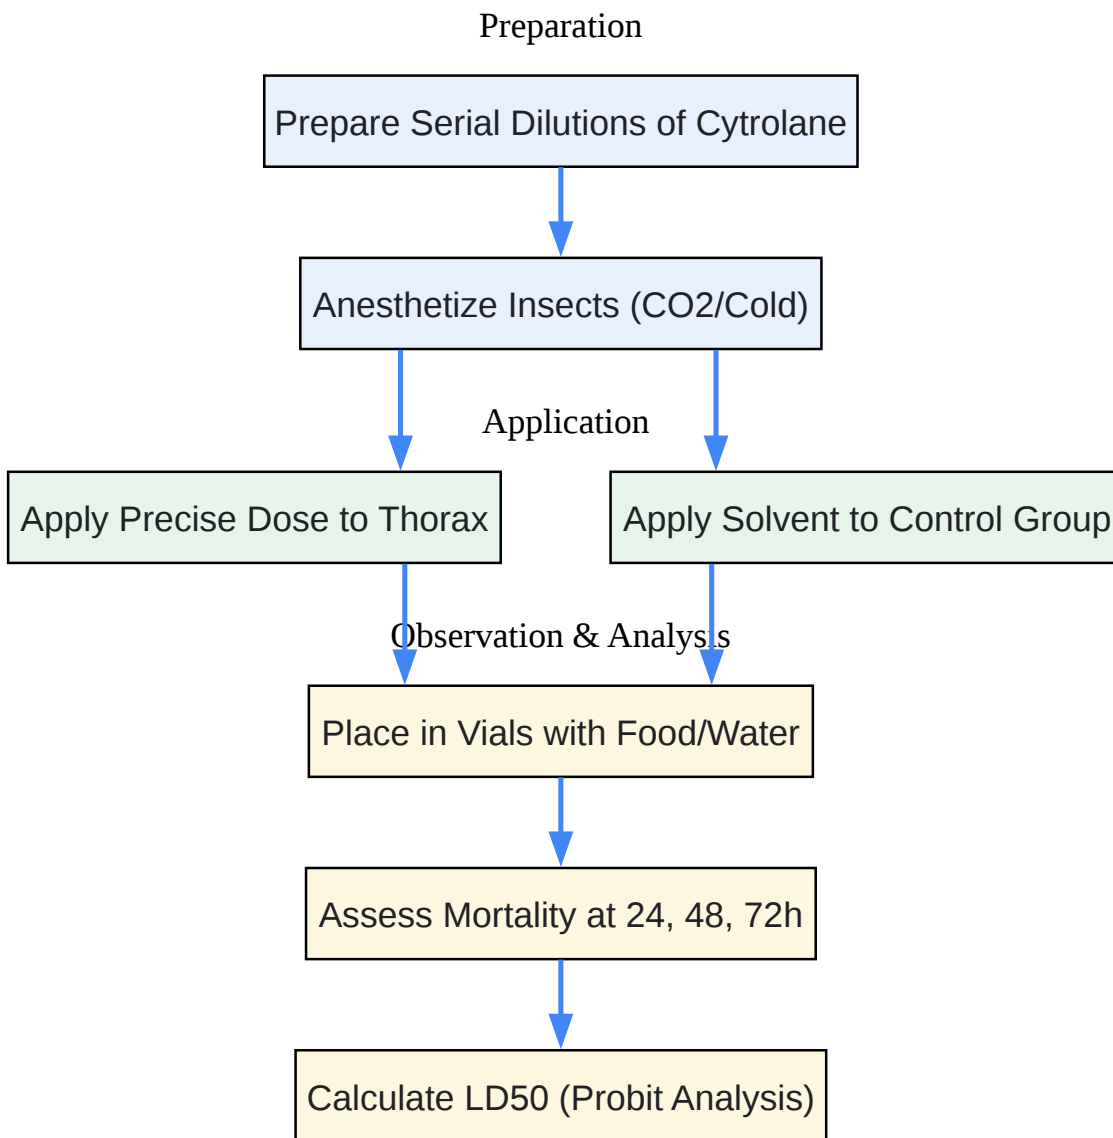 Preparation
Prepare Serial Dilutions of Cytrolane
Anesthetize Insects (CO2/Cold)
Application
Apply Precise Dose to Thorax
Apply Solvent to Control Group
Observation & Analysis
Place in Vials with Food/Water
Assess Mortality at 24, 48, 72h
Calculate LD50 (Probit Analysis)